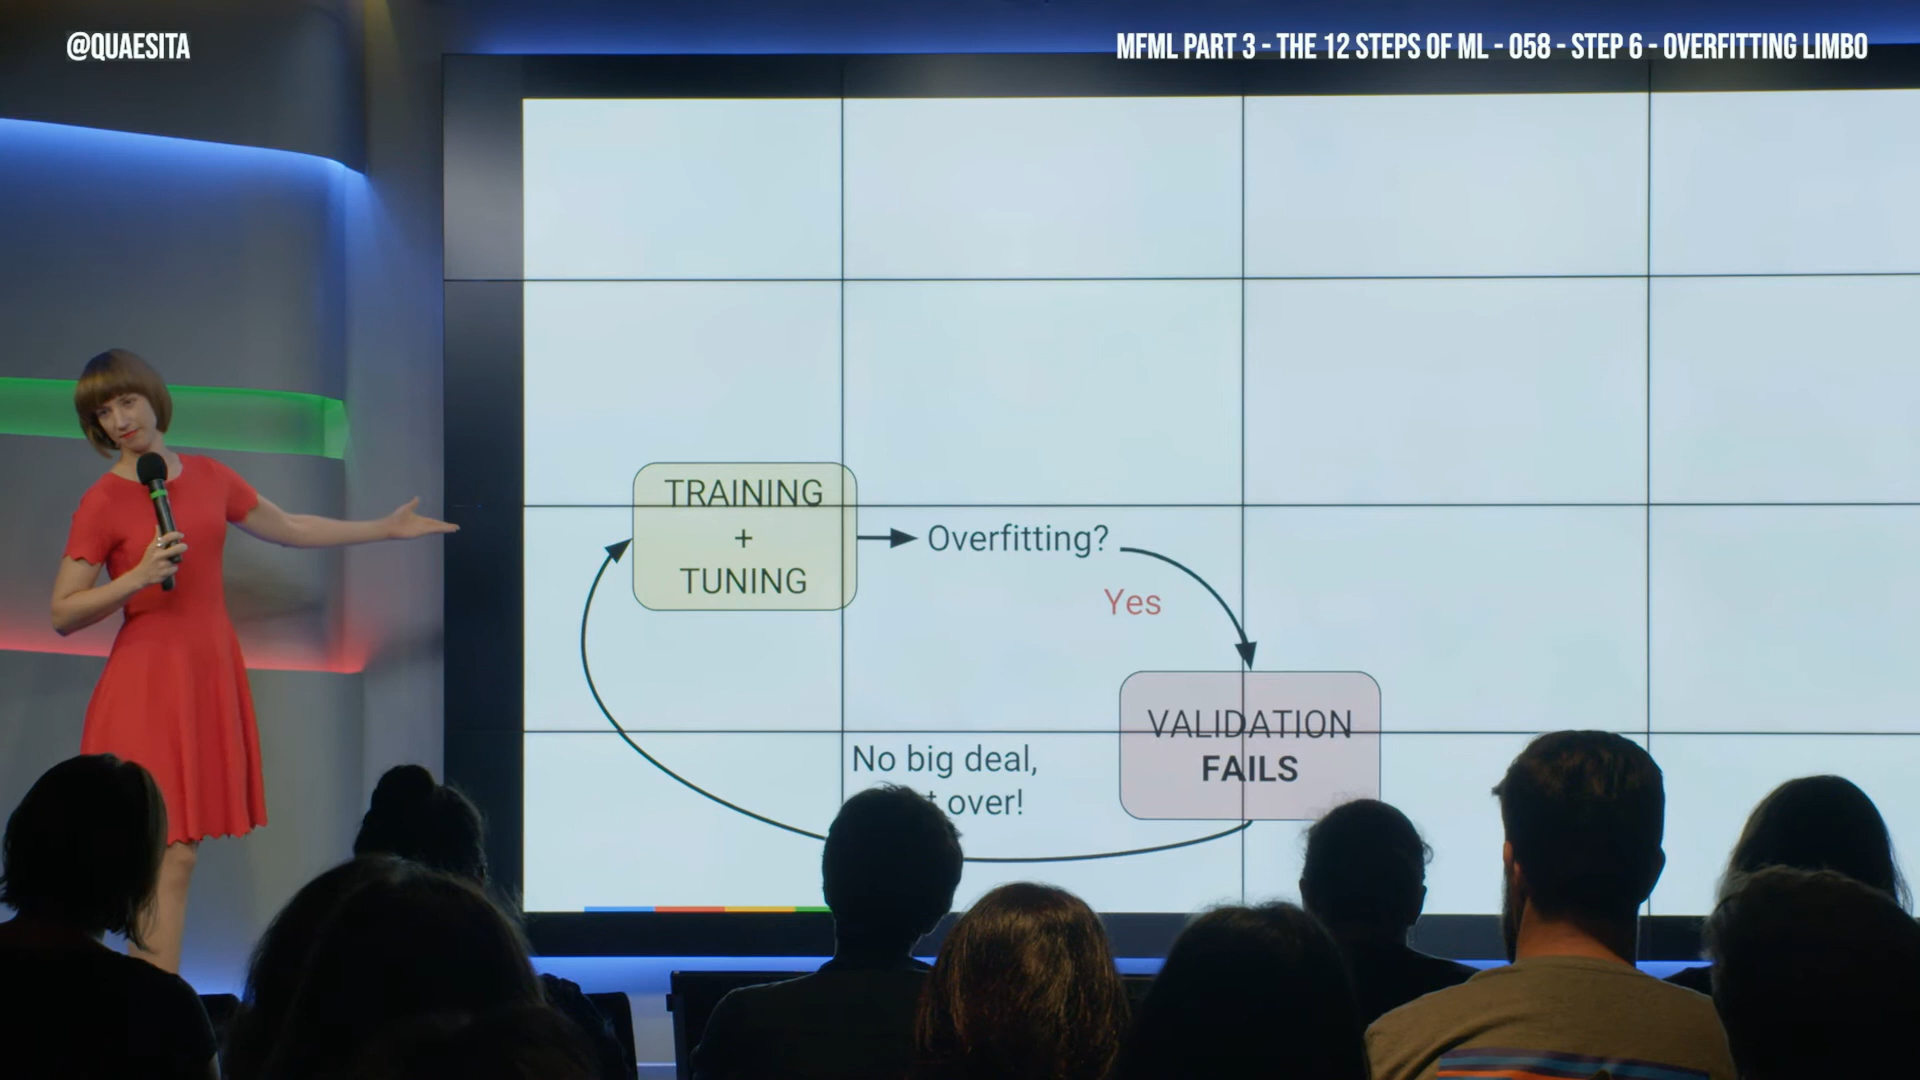 @QUAESITA
MFML PART 3 - THE 12 STEPS OF ML - 058 - STEP 6 - OVERFITTING LIMBO
TRAINING
+
TUNING
Overfitting?
Yes
VALIDATION
FAILS
No big deal,
over!